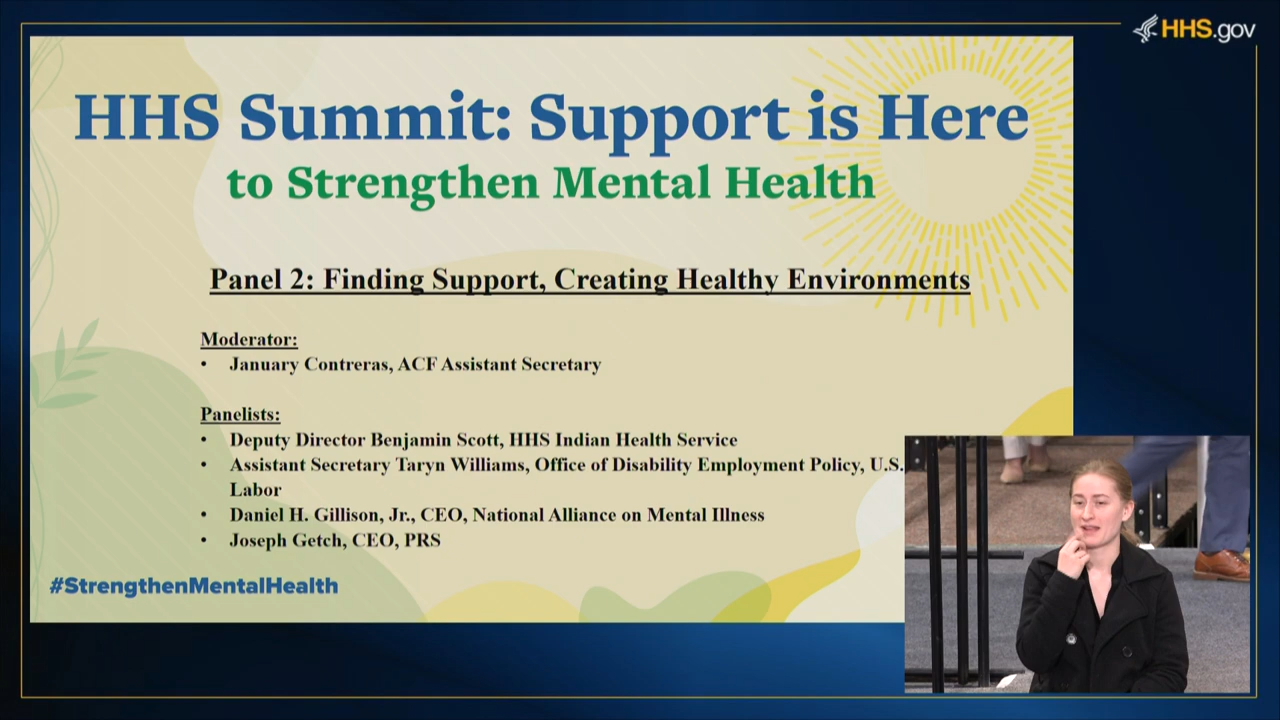 HHS.gov
HHS Summit: Support is Here
to Strengthen Mental Health
Panel 2: Finding Support, Creating Healthy Environments
Moderator:
• January Contreras, ACF Assistant Secretary
Panelists:
• Deputy Director Benjamin Scott, HHS Indian Health Service
• Assistant Secretary Taryn Williams, Office of Disability Employment Policy, U.S.
Labor
• Daniel H. Gillison, Jr., CEO, National Alliance on Mental Illness
• Joseph Getch, CEO, PRS
#StrengthenMentalHealth